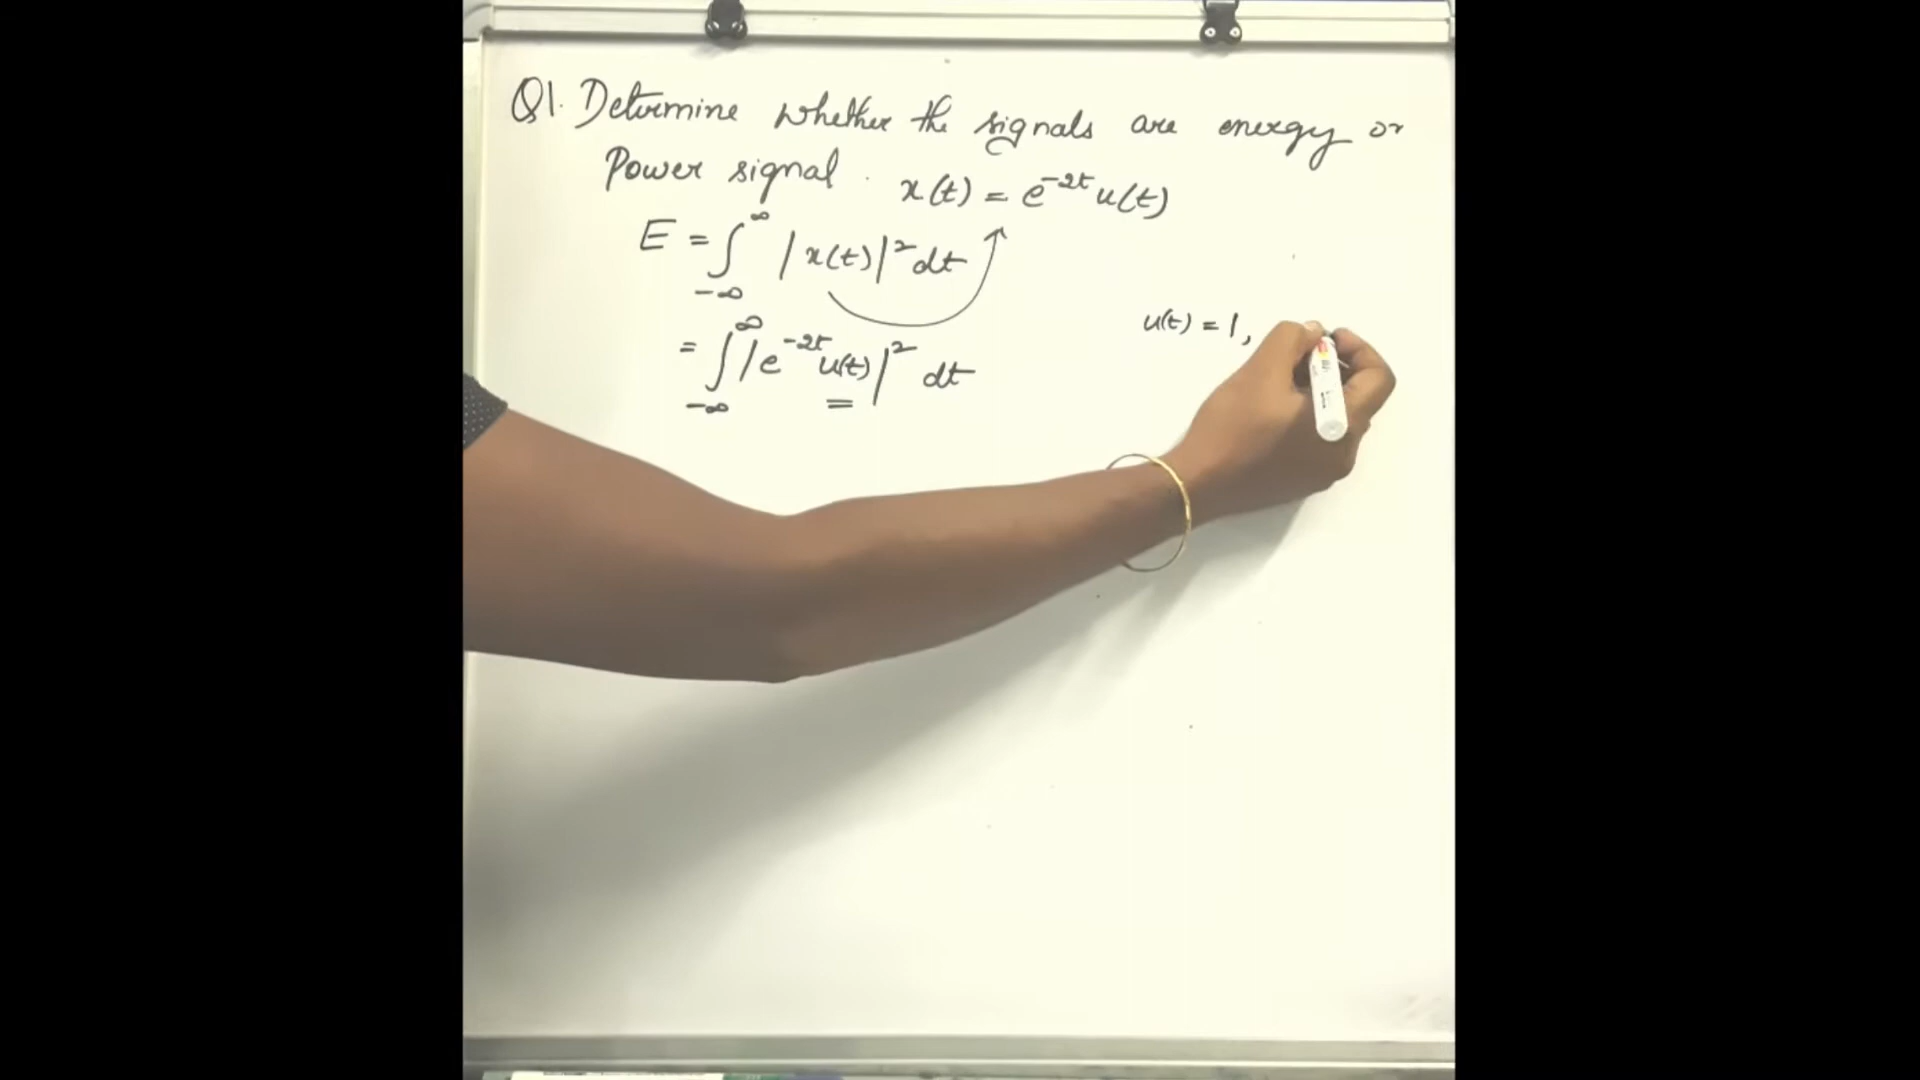 Q1. Determine whether the signals are energy or
Power signal. x(t) = e^{-2t} u(t)
E = ∫_{-∞}^{∞} |x(t)|² dt
= ∫_{-∞}^{∞} |e^{-2t} u(t)|² dt
u(t) = 1,